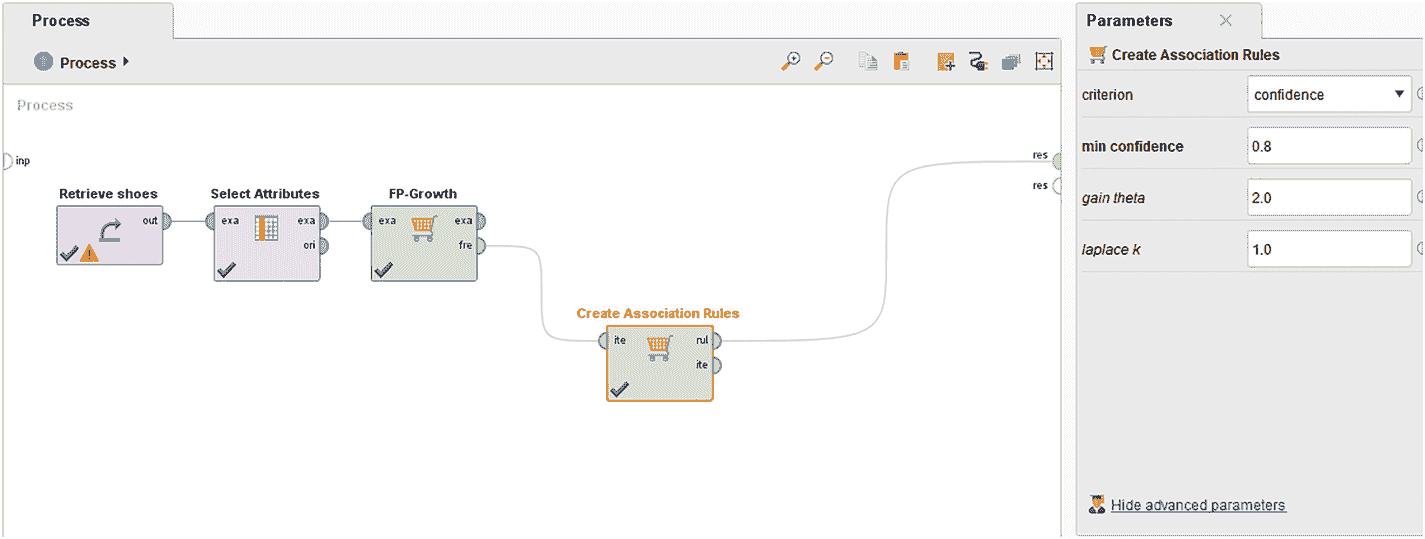 Process
Process
Process
inp
res
res
Retrieve shoes
out
Select Attributes
exa
exa
ori
FP-Growth
exa
exa
fre
Create Association Rules
ite
rul
ite
Parameters
Create Association Rules
criterion
confidence
min confidence
0.8
gain theta
2.0
laplace k
1.0
Hide advanced parameters